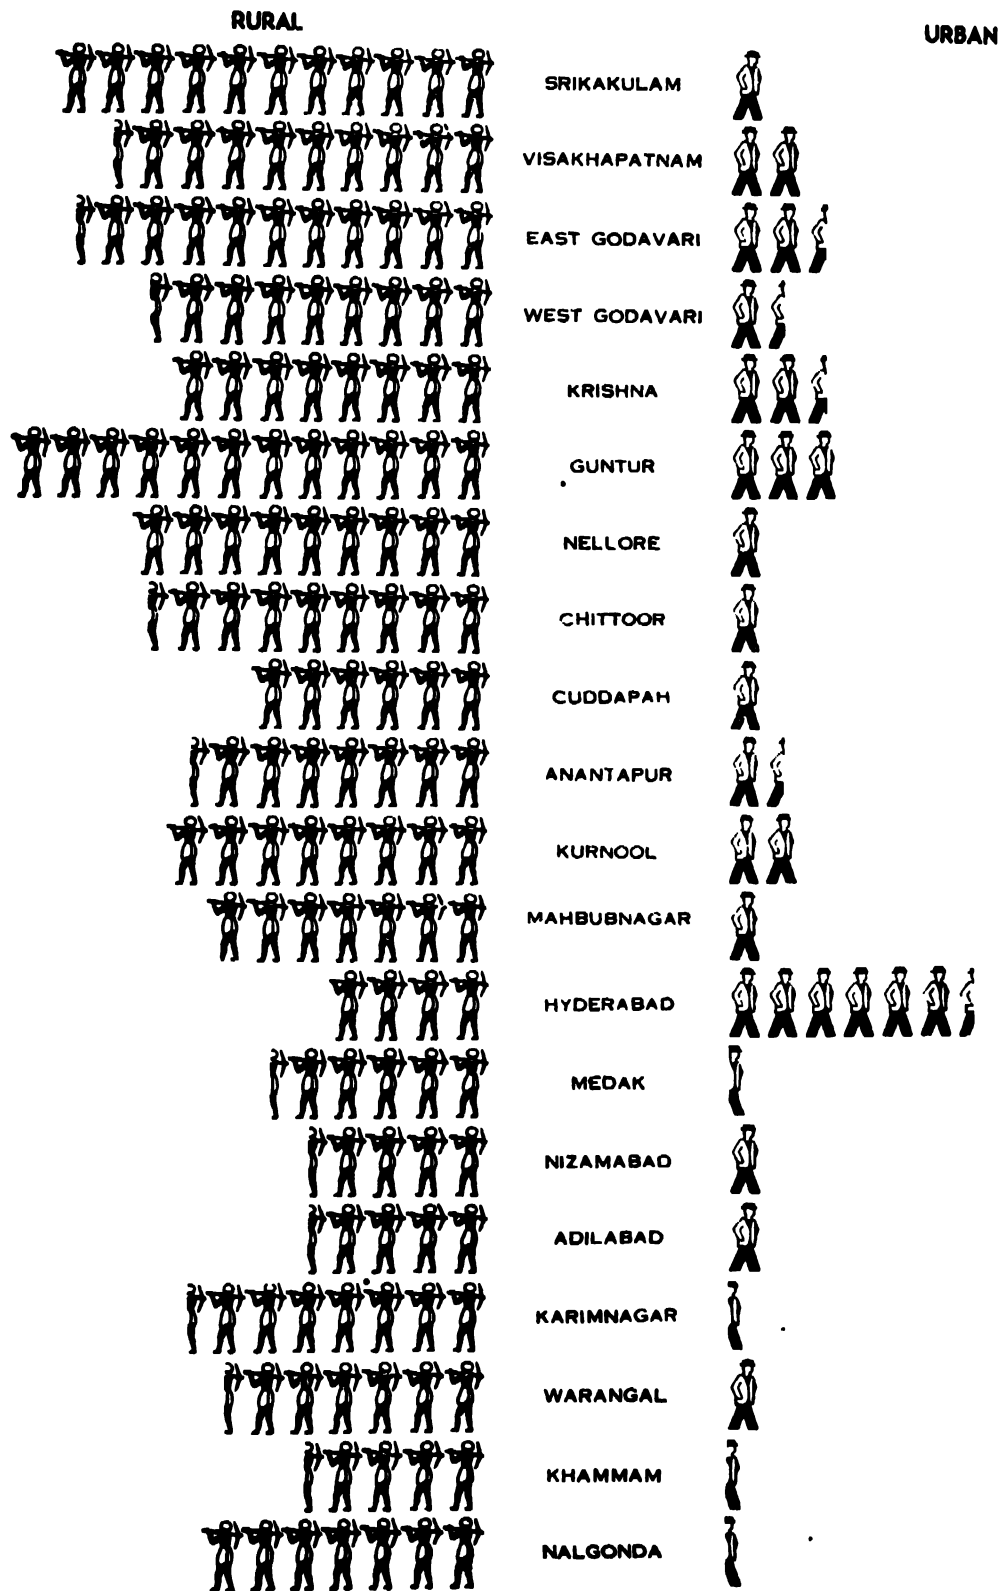 RURAL
URBAN
SRIKAKULAM
VISAKHAPATNAM
EAST GODAVARI
WEST GODAVARI
KRISHNA
GUNTUR
NELLORE
CHITTOOR
CUDDAPAH
ANANTAPUR
KURNOOL
MAHBUBNAGAR
HYDERABAD
MEDAK
NIZAMABAD
ADILABAD
KARIMNAGAR
WARANGAL
KHAMMAM
NALGONDA